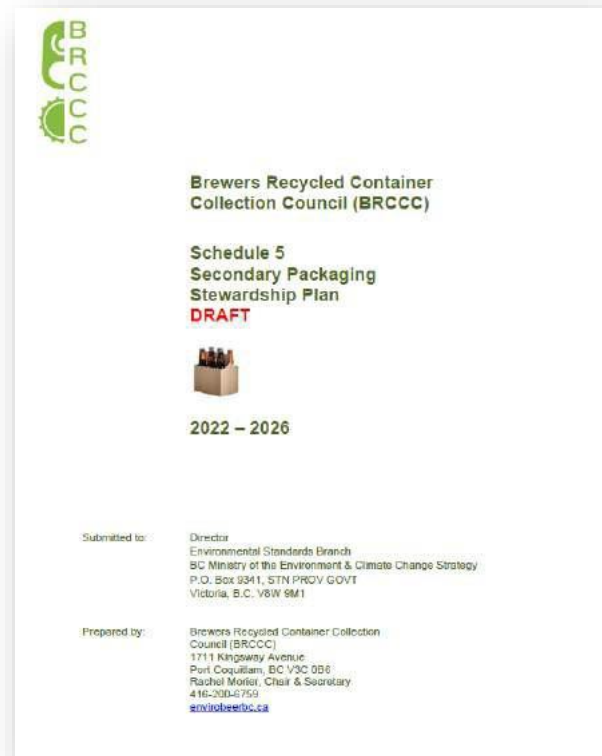 B
R
C
C
C
Brewers Recycled Container
Collection Council (BRCCC)
Schedule 5
Secondary Packaging
Stewardship Plan
DRAFT
2022 – 2026
Submitted to:
Director
Environmental Standards Branch
BC Ministry of the Environment & Climate Change Strategy
P.O. Box 9341, STN PROV GOVT
Victoria, B.C. V8W 9M1
Prepared by:
Brewers Recycled Container Collection
Council (BRCCC)
1711 Kingsway Avenue
Port Coquitlam, BC V3C 0B6
Rachel Morier, Chair & Secretary
416-200-6759
envirobeerbc.ca